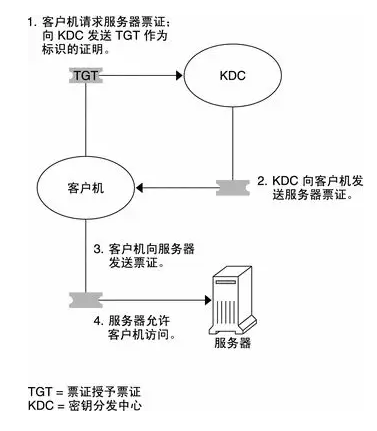 1. 客户机请求服务器票证;
向 KDC 发送 TGT 作为
标识的证明。
TGT
KDC
客户机
2. KDC 向客户机发
送服务器票证。
3. 客户机向服务器
发送票证。
4. 服务器允许
客户机访问。
服务器
TGT = 票证授予票证
KDC = 密钥分发中心